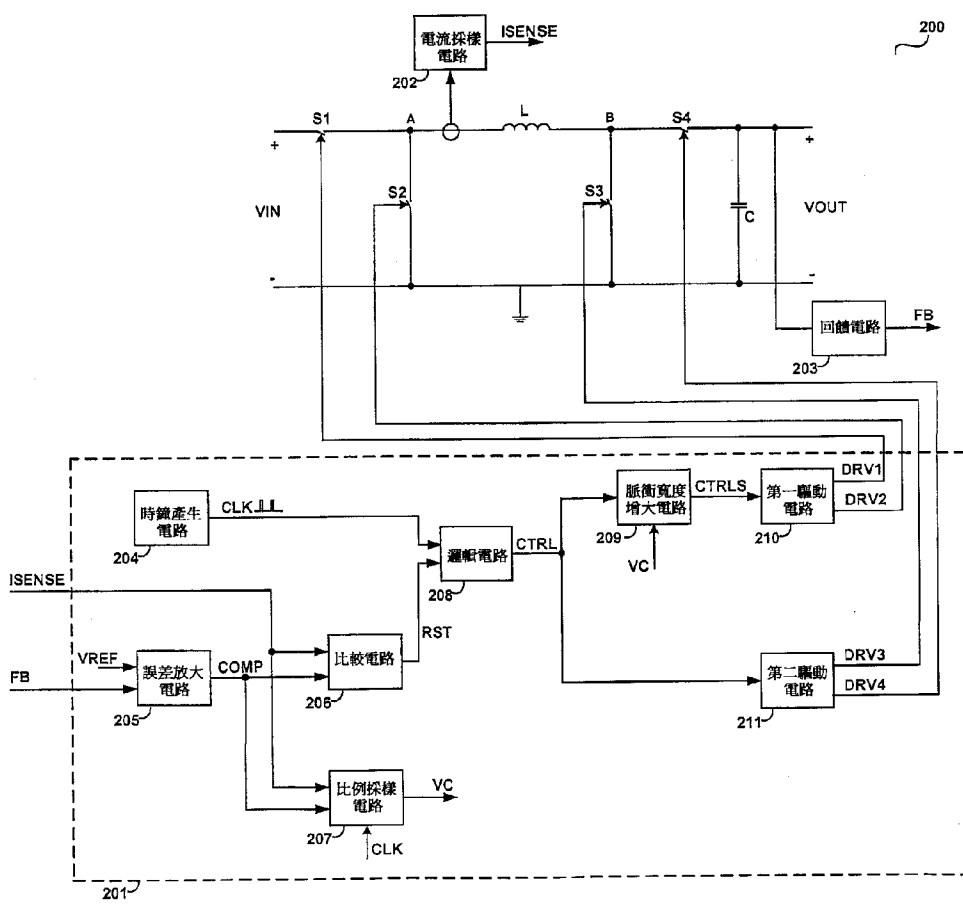 200
電流採樣
電路
ISENSE
202
S1
A
L
B
S4
+
+
S2
S3
VIN
C
VOUT
-
-
回饋電路
FB
203
時鐘產生
電路
CLK
204
脈衝寬度
增大電路
CTRLS
209
VC
第一驅動
電路
DRV1
DRV2
210
邏輯電路
CTRL
208
ISENSE
RST
VREF
FB
誤差放大
電路
COMP
205
比較電路
206
第二驅動
電路
DRV3
DRV4
211
比例採樣
電路
VC
207
CLK
201